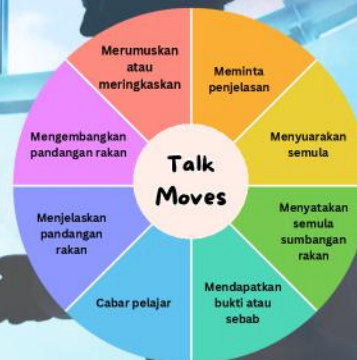 Talk
Moves
Meminta
penjelasan
Menyuarakan
semula
Menyatakan
semula
sumbangan
rakan
Mendapatkan
bukti atau
sebab
Cabar pelajar
Menjelaskan
pandangan
rakan
Mengembangkan
pandangan rakan
Merumuskan
atau
meringkaskan